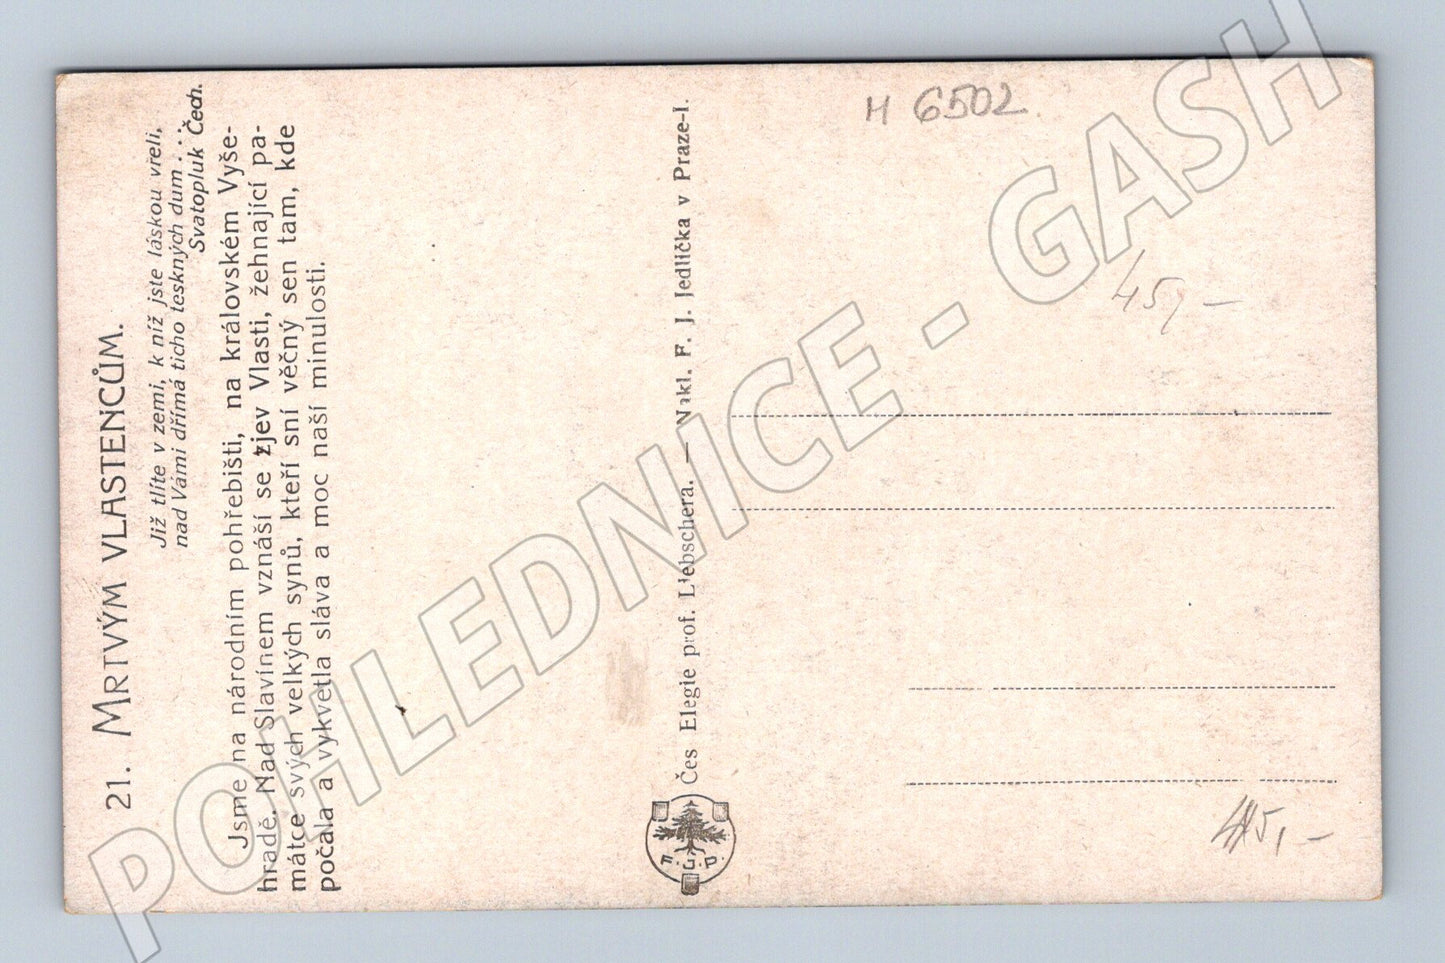 21. MRTVÝM VLASTENCŮM.
Již tlíte v zemi, k níž jste láskou vřeli,
nad Vámi dřímá ticho teskných dum...
Svatopluk Čech.
Jsme na národním pohřebišti, na královském Vyše-
hradě. Nad Slavínem vznáší se zjev Vlasti, žehnající pa-
mátce svých velkých synů, kteří sní věčný sen tam, kde
počala a vykvetla sláva a moc naší minulosti.
Čes Elegie prof. Liebschera. — Nakl. F. J. Jedlička v Praze-I.
F. J. P.
H 6502
45,-
45,-
POHLEDNICE - GASH